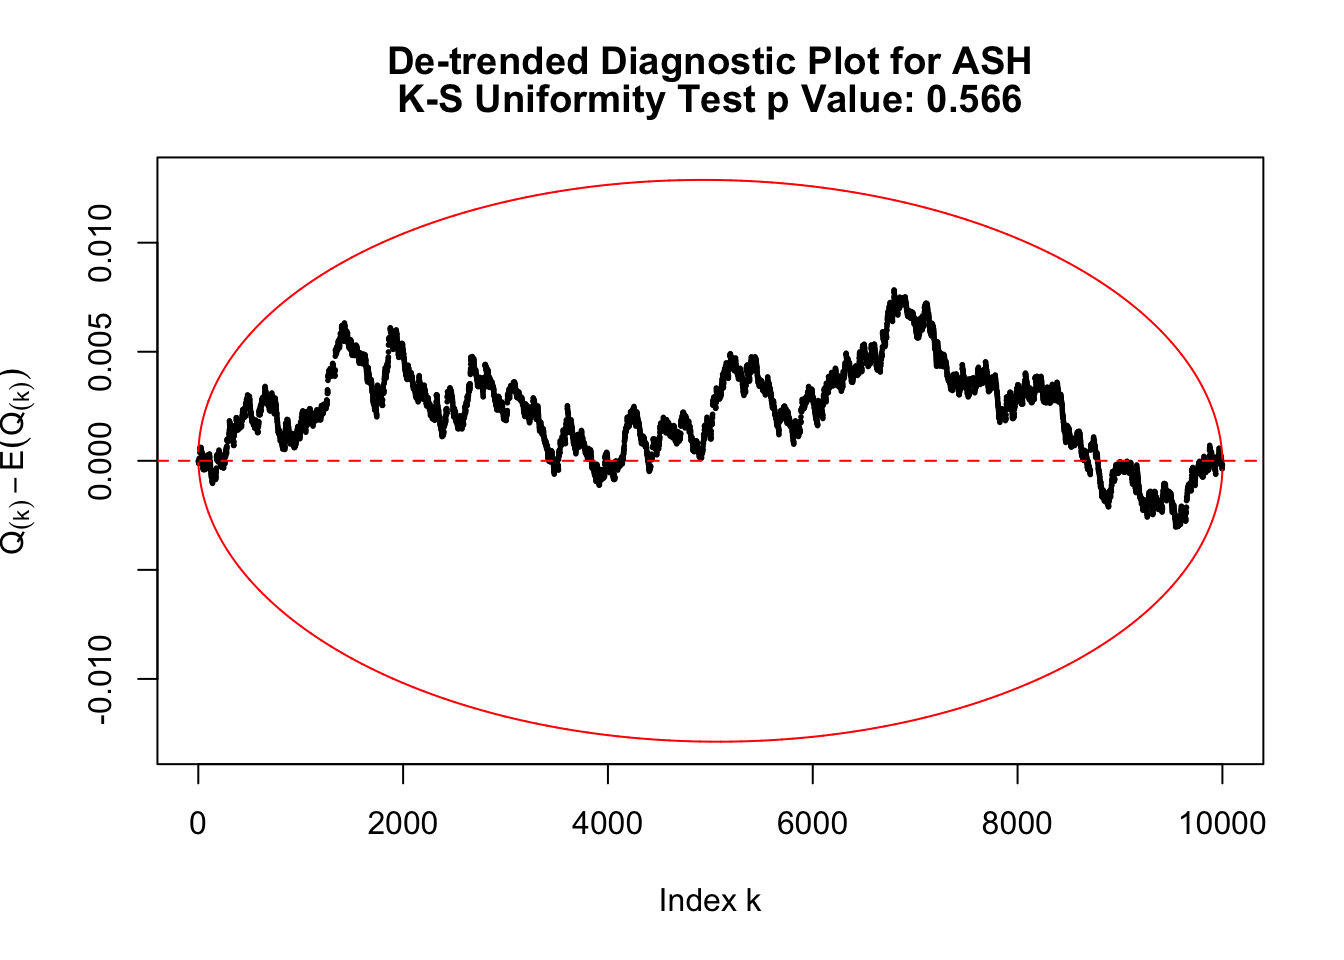 De-trended Diagnostic Plot for ASH
K-S Uniformity Test p Value: 0.566
Q(k) − E(Q(k))
0.010
0.005
0.000
-0.010
0 2000 4000 6000 8000 10000
Index k